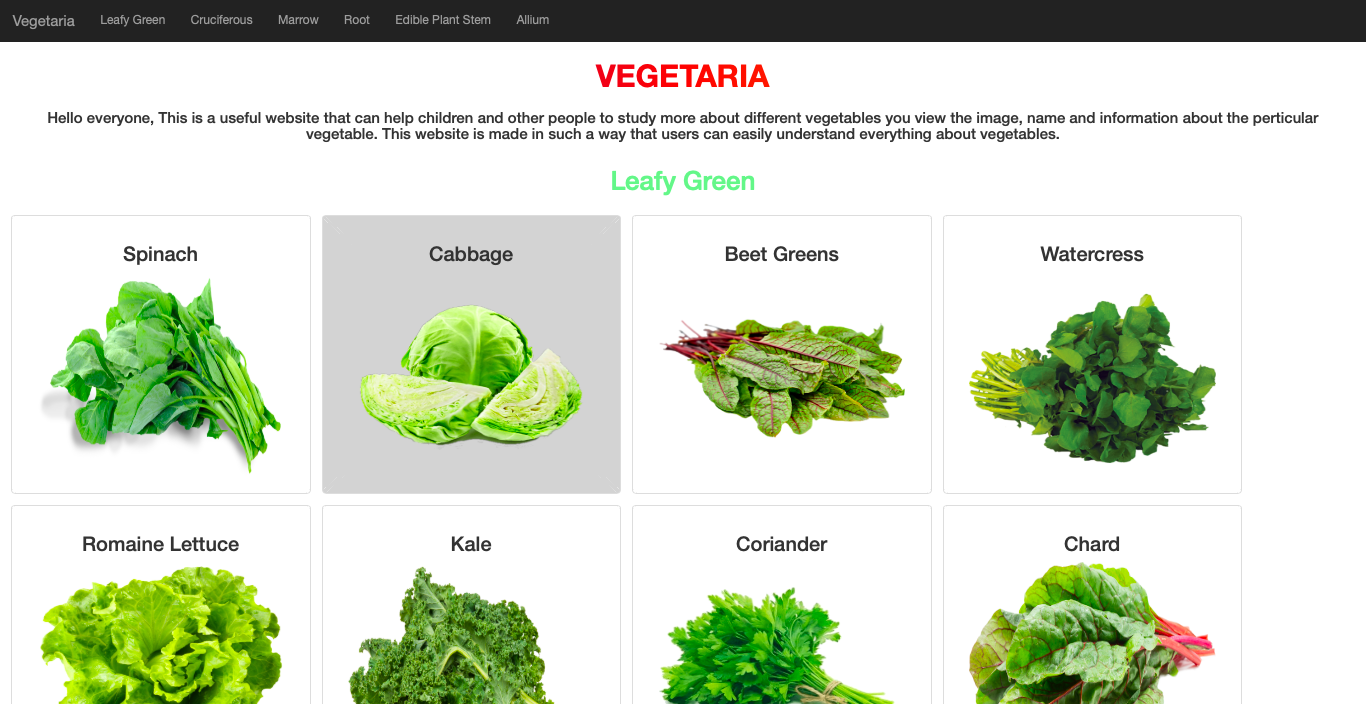 Vegetaria Leafy Green Cruciferous Marrow Root Edible Plant Stem Allium
VEGETARIA
Hello everyone, This is a useful website that can help children and other people to study more about different vegetables you view the image, name and information about the perticular
vegetable. This website is made in such a way that users can easily understand everything about vegetables.
Leafy Green
Spinach Cabbage Beet Greens Watercress
Romaine Lettuce Kale Coriander Chard